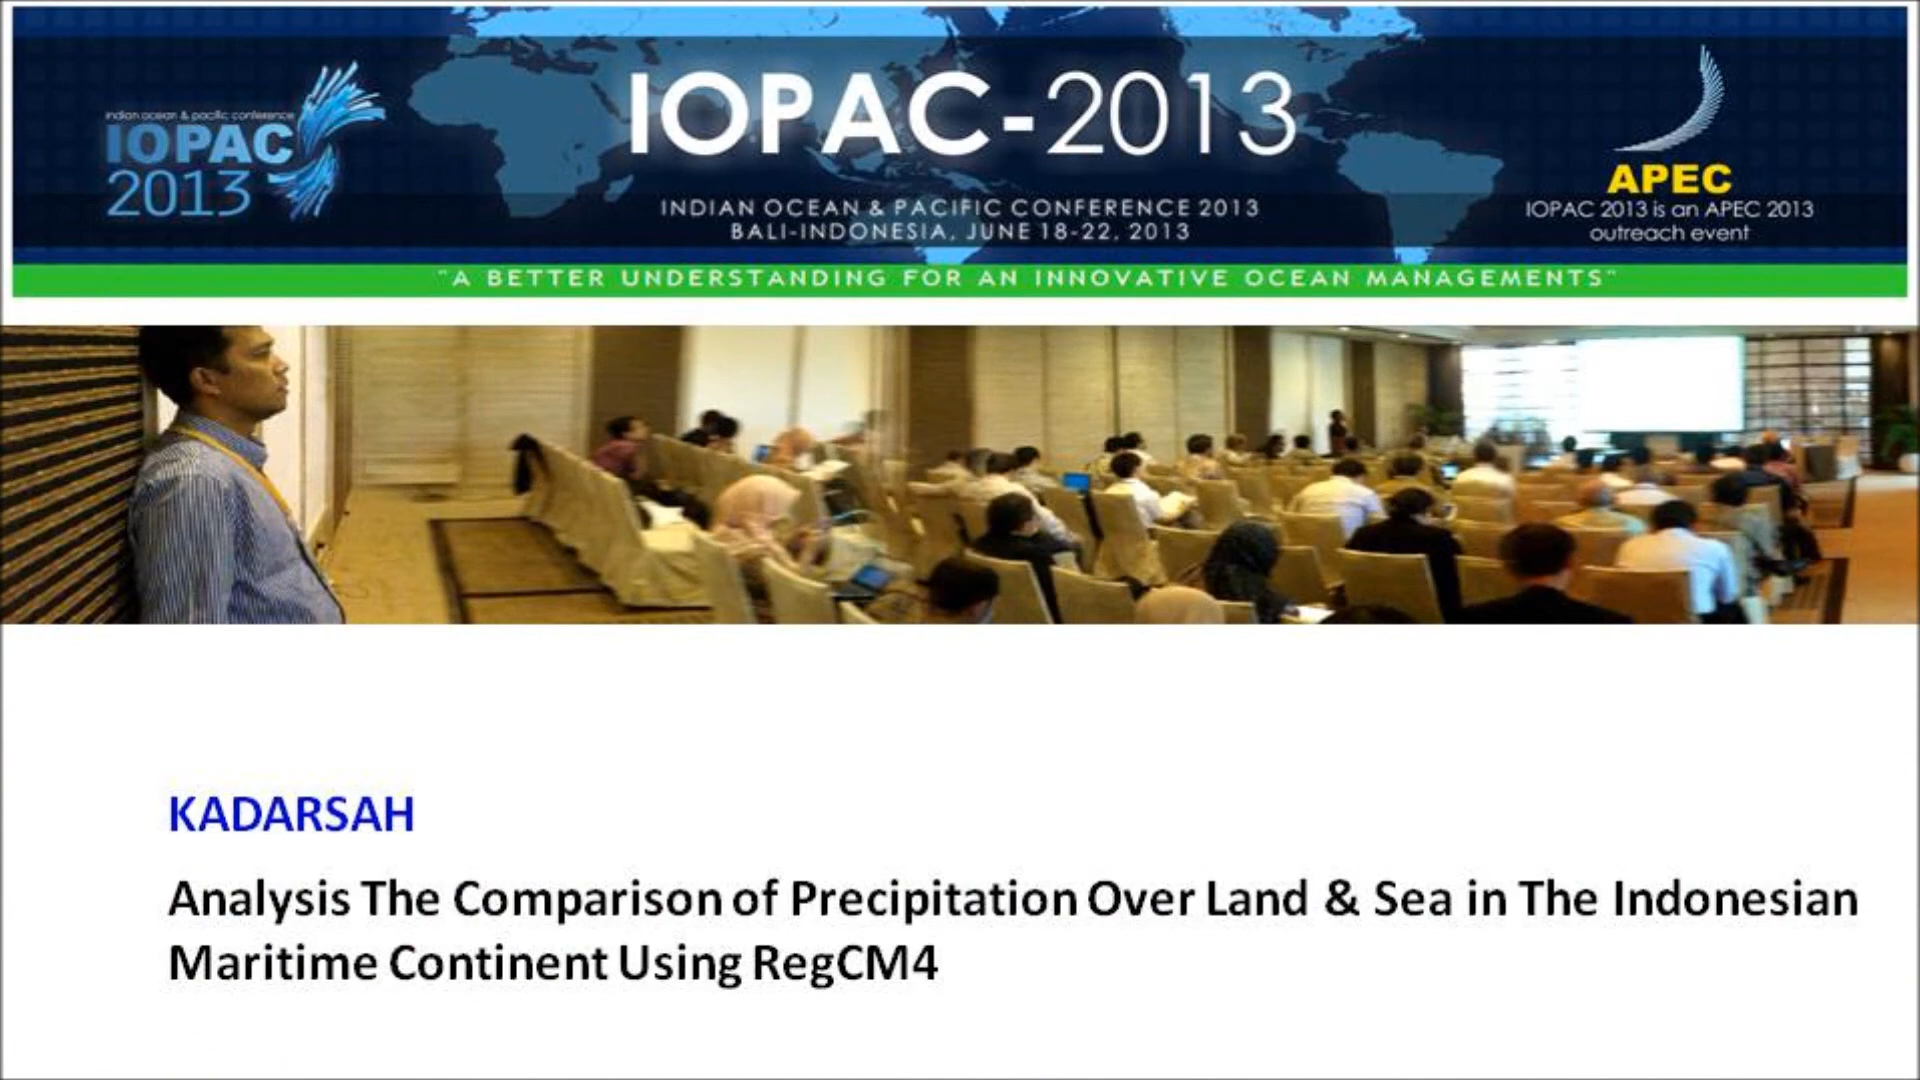 indian ocean & pacific conference
IOPAC
2013
IOPAC-2013
INDIAN OCEAN & PACIFIC CONFERENCE 2013
BALI-INDONESIA, JUNE 18-22, 2013
APEC
IOPAC 2013 is an APEC 2013
outreach event
"A BETTER UNDERSTANDING FOR AN INNOVATIVE OCEAN MANAGEMENTS"
KADARSAH
Analysis The Comparison of Precipitation Over Land & Sea in The Indonesian
Maritime Continent Using RegCM4